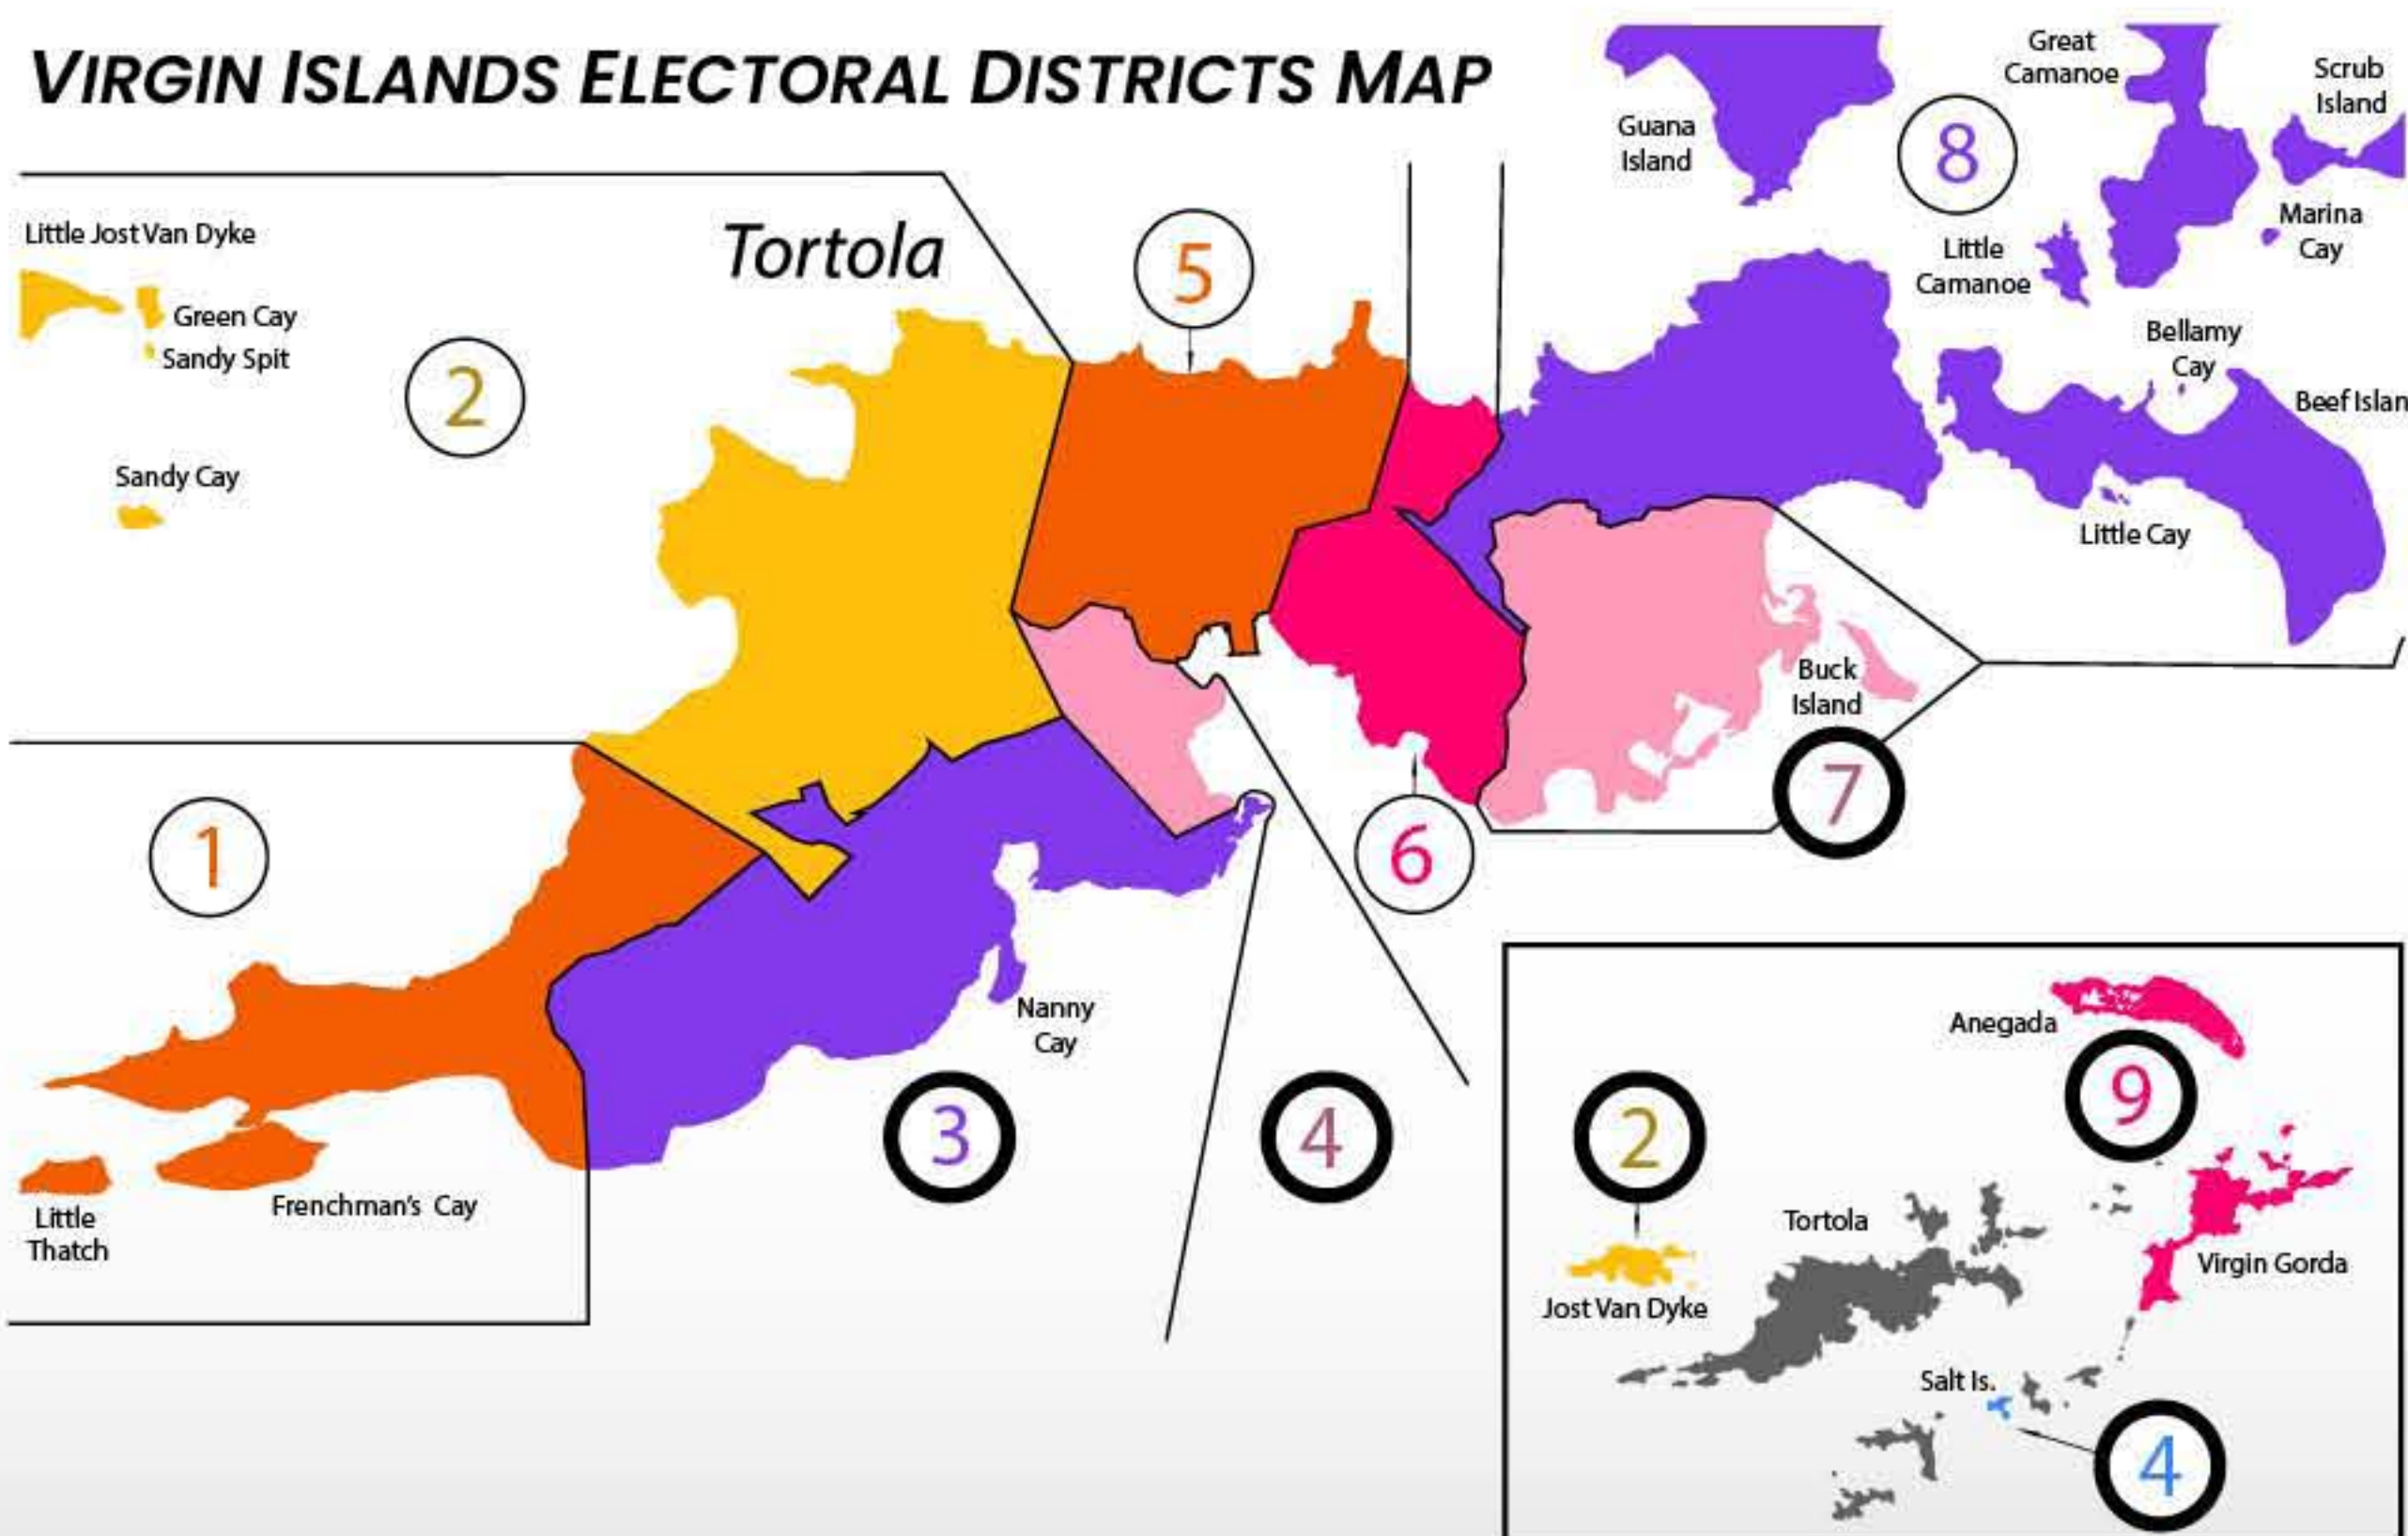 VIRGIN ISLANDS ELECTORAL DISTRICTS MAP
Guana
Island
8
Great
Camanoe
Scrub
Island
Marina
Cay
Little
Camanoe
Bellamy
Cay
Beef Islan
Little Cay
Little Jost Van Dyke
Green Cay
Sandy Spit
2
Sandy Cay
Tortola
5
Buck
Island
7
6
1
Nanny
Cay
3
4
Little
Thatch
Frenchman's Cay
Anegada
9
2
Tortola
Jost Van Dyke
Virgin Gorda
Salt Is.
4